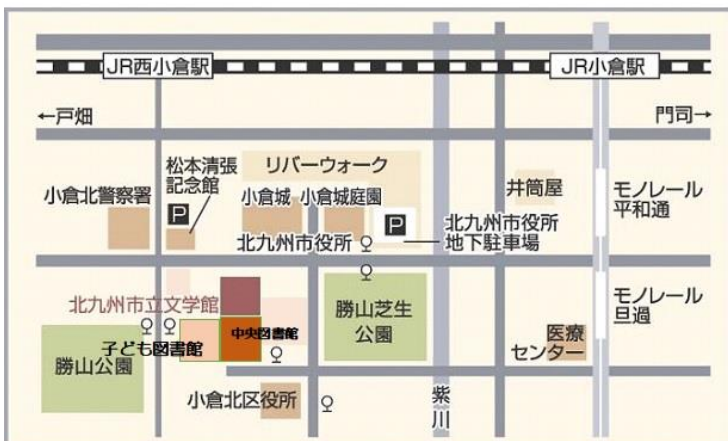 JR西小倉駅
JR小倉駅
←戸畑
門司→
松本清張
記念館
リバーウォーク
小倉北警察署
P
小倉城
小倉城庭園
P
井筒屋
モノレール
平和通
北九州市役所
北九州市役所
地下駐車場
北九州市立文学館
勝山芝生
公園
モノレール
旦過
子ども図書館
中央図書館
医療
センター
勝山公園
小倉北区役所
紫川